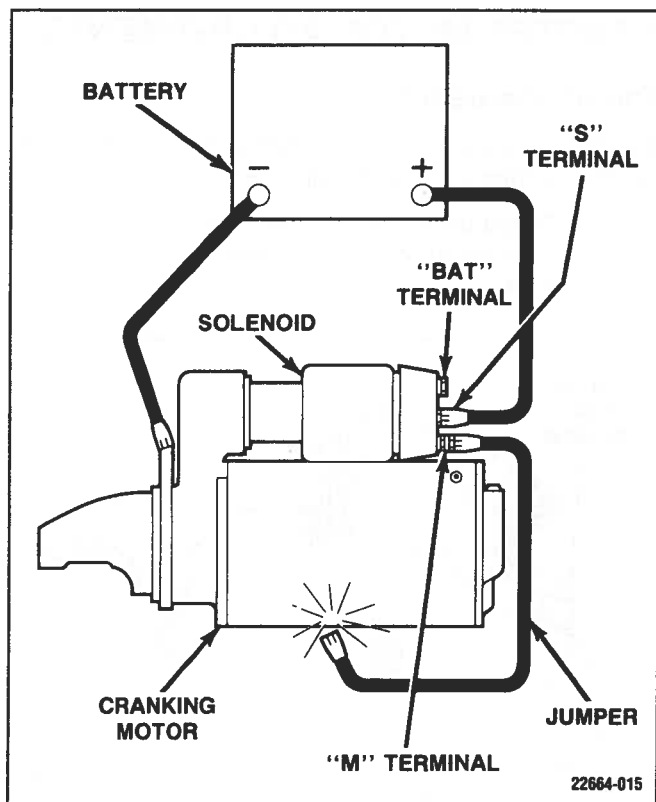 BATTERY
−
+
“S”
TERMINAL
“BAT”
TERMINAL
SOLENOID
CRANKING
MOTOR
JUMPER
“M” TERMINAL
22664-015